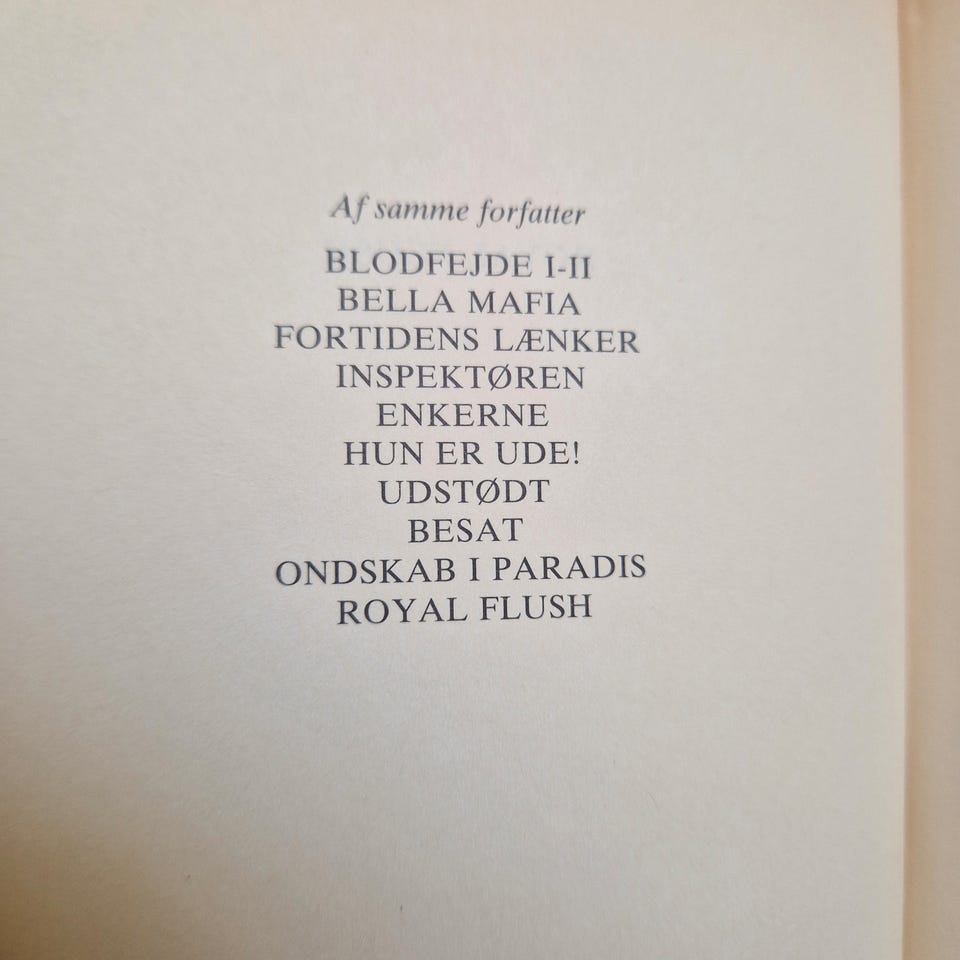 Af samme forfatter
BLODFEJDE I-II
BELLA MAFIA
FORTIDENS LÆNKER
INSPEKTØREN
ENKERNE
HUN ER UDE!
UDSTØDT
BESAT
ONDSKAB I PARADIS
ROYAL FLUSH